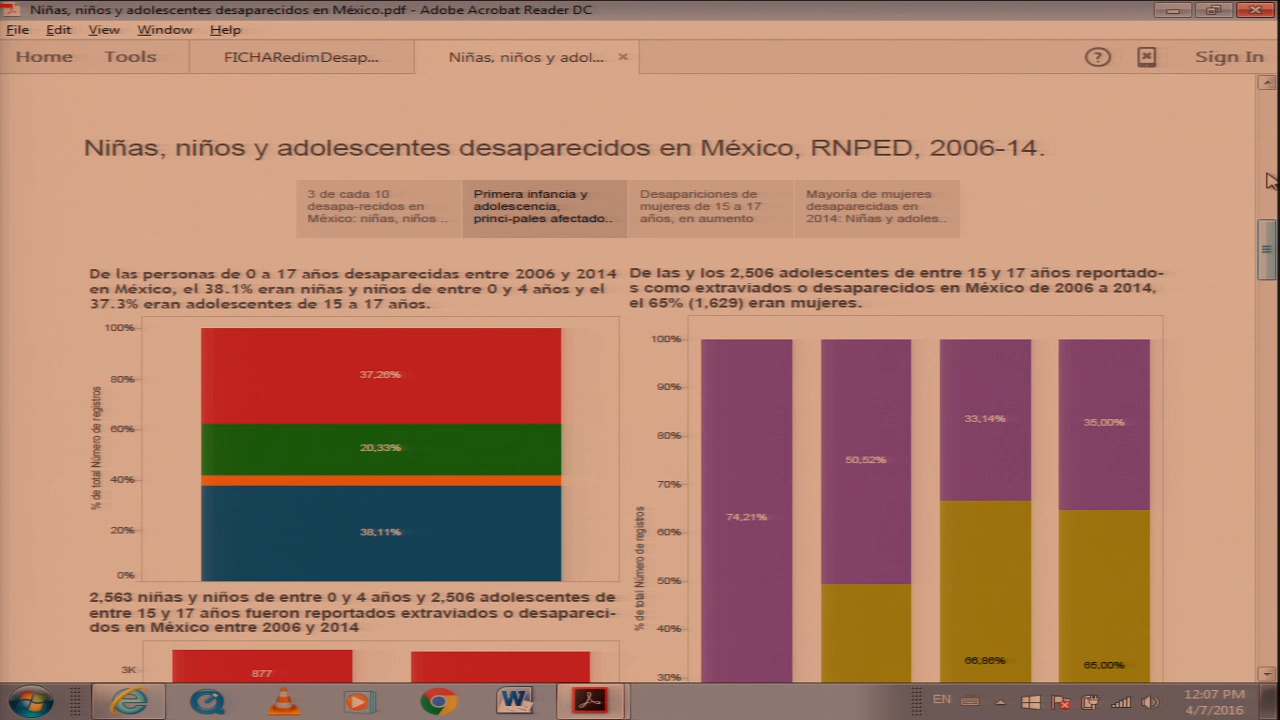 Niñas, niños y adolescentes desaparecidos en México.pdf - Adobe Acrobat Reader DC
File Edit View Window Help
Home Tools FICHARedimDesap... Niñas, niños y adol... × ? Sign In
Niñas, niños y adolescentes desaparecidos en México, RNPED, 2006-14.
3 de cada 10
desapa-recidos en
México: niñas, niños ..
Primera infancia y
adolescencia,
princi-pales afectado..
Desapariciones de
mujeres de 15 a 17
años, en aumento
Mayoría de mujeres
desaparecidas en
2014: Niñas y adoles..
De las personas de 0 a 17 años desaparecidas entre 2006 y 2014
en México, el 38.1% eran niñas y niños de entre 0 y 4 años y el
37.3% eran adolescentes de 15 a 17 años.
100%
80%
60%
40%
20%
0%
% de total Número de registros
37,26%
20,33%
38,11%
2,563 niñas y niños de entre 0 y 4 años y 2,506 adolescentes de
entre 15 y 17 años fueron reportados extraviados o desapareci-
dos en México entre 2006 y 2014
3K
877
De las y los 2,506 adolescentes de entre 15 y 17 años reportado-
s como extraviados o desaparecidos en México de 2006 a 2014,
el 65% (1,629) eran mujeres.
100%
90%
80%
70%
60%
50%
40%
30%
% de total Número de registros
74,21%
50,52%
33,14%
66,86%
35,00%
65,00%
EN
12:07 PM
4/7/2016